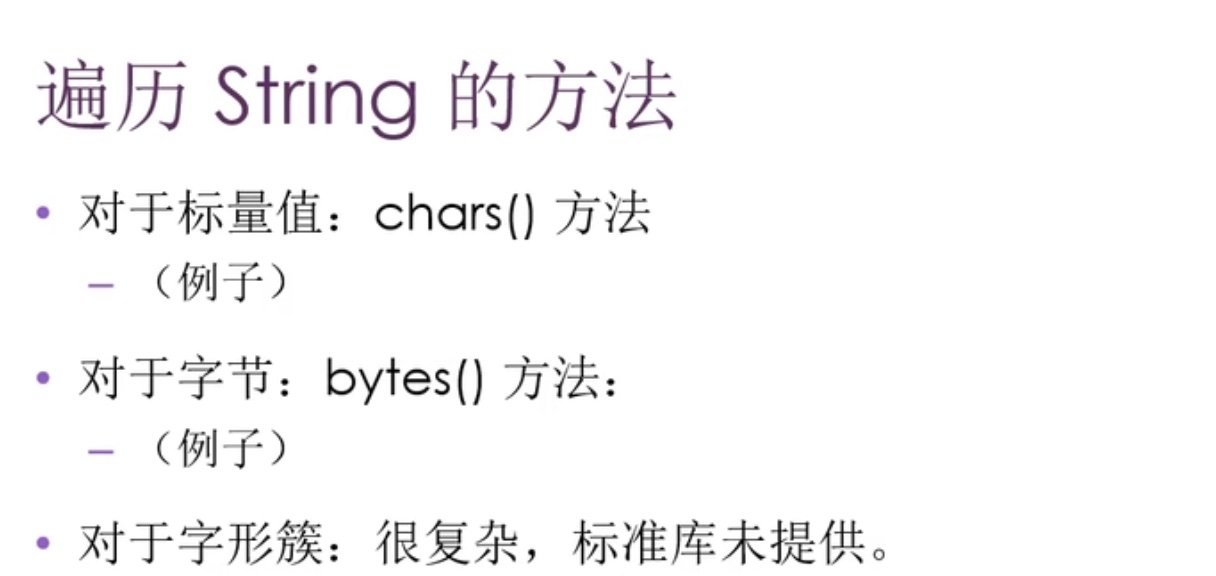 遍历 String 的方法
• 对于标量值：chars() 方法
– （例子）
• 对于字节：bytes() 方法：
– （例子）
• 对于字形簇：很复杂，标准库未提供。